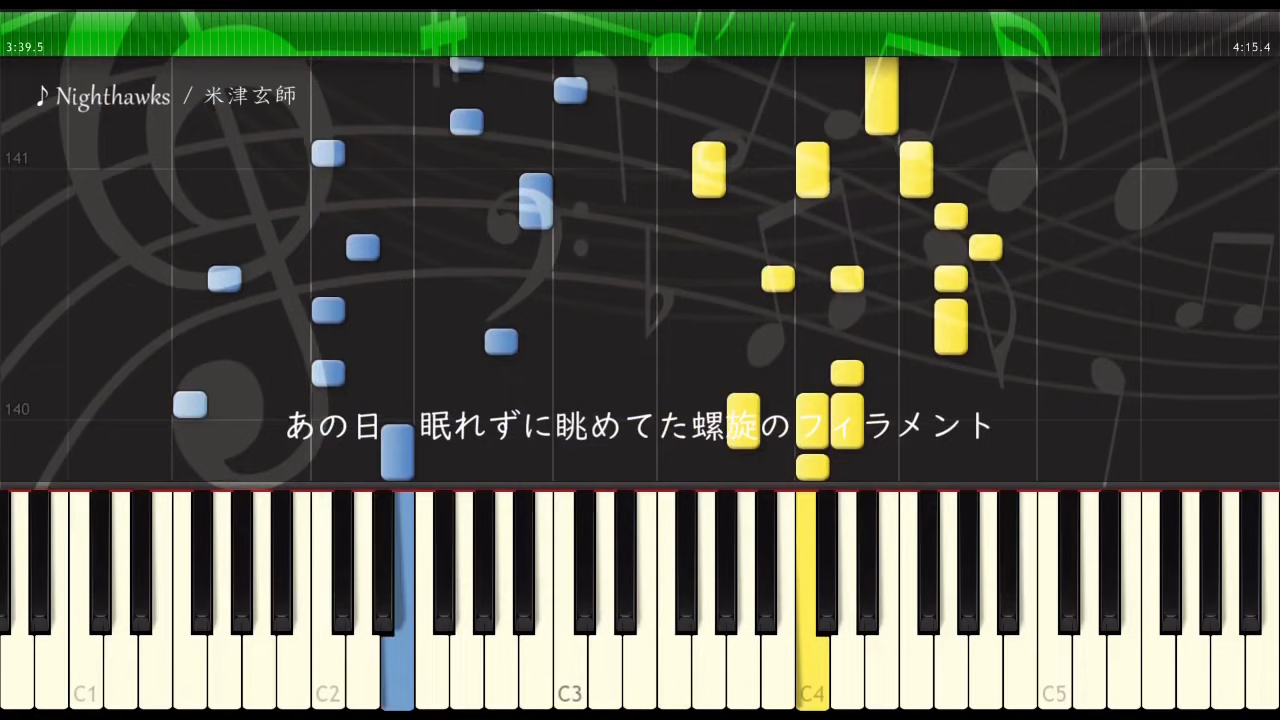 3:39.5 4:15.4
♪ Nighthawks / 米津玄師
141
140
あの日 眠れずに眺めてた螺旋のフィラメント
C1 C2 C3 C4 C5